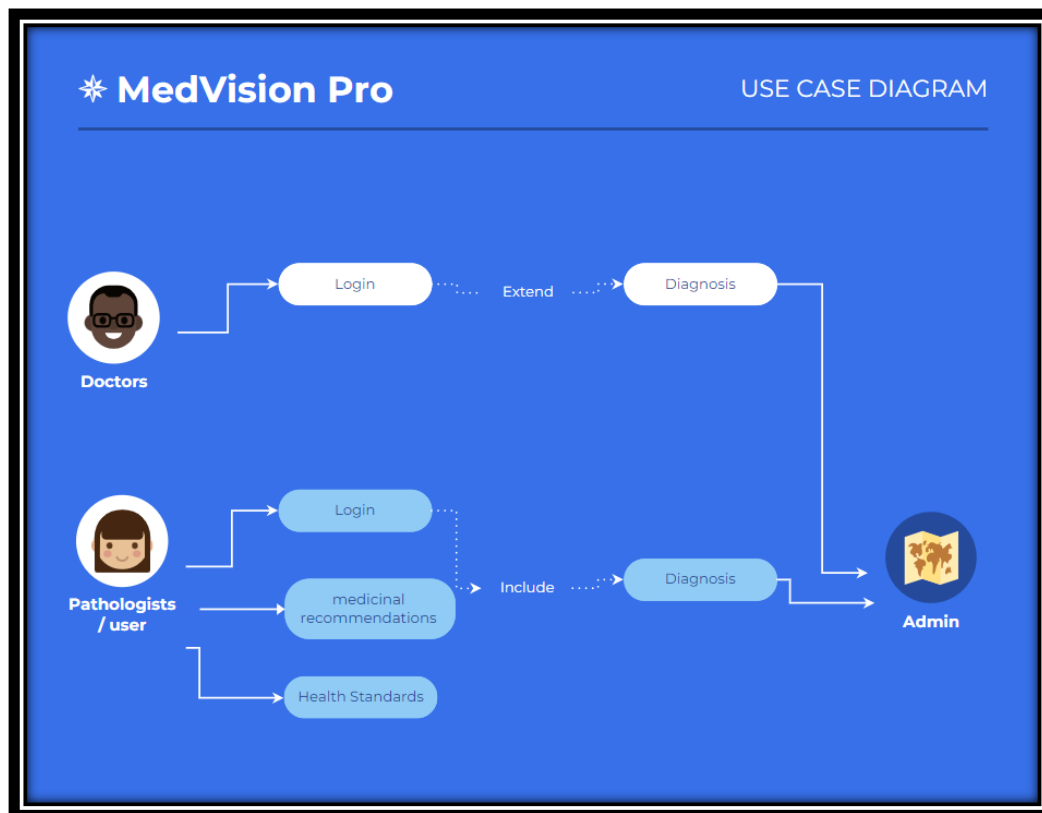 MedVision Pro
USE CASE DIAGRAM
Login
Extend
Diagnosis
Doctors
Login
Include
Diagnosis
Pathologists
/ user
medicinal
recommendations
Admin
Health Standards